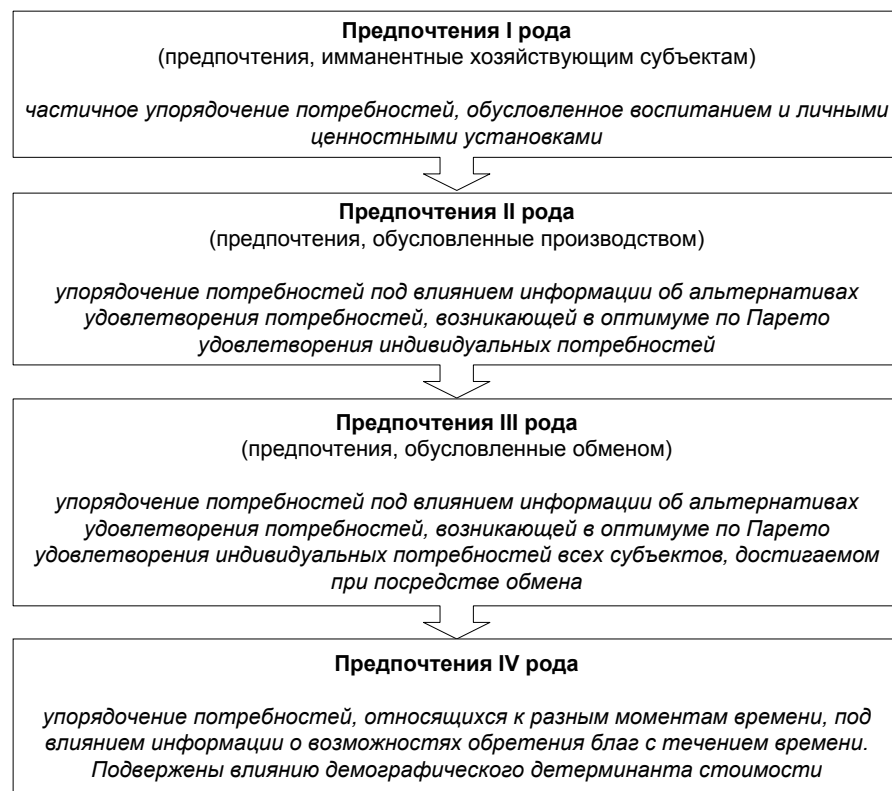 Предпочтения I рода
(предпочтения, имманентные хозяйствующим субъектам)
частичное упорядочение потребностей, обусловленное воспитанием и личными
ценностными установками
Предпочтения II рода
(предпочтения, обусловленные производством)
упорядочение потребностей под влиянием информации об альтернативах
удовлетворения потребностей, возникающей в оптимуме по Парето
удовлетворения индивидуальных потребностей
Предпочтения III рода
(предпочтения, обусловленные обменом)
упорядочение потребностей под влиянием информации об альтернативах
удовлетворения потребностей, возникающей в оптимуме по Парето
удовлетворения индивидуальных потребностей всех субъектов, достигаемом
при посредстве обмена
Предпочтения IV рода
упорядочение потребностей, относящихся к разным моментам времени, под
влиянием информации о возможностях обретения благ с течением времени.
Подвержены влиянию демографического детерминанта стоимости